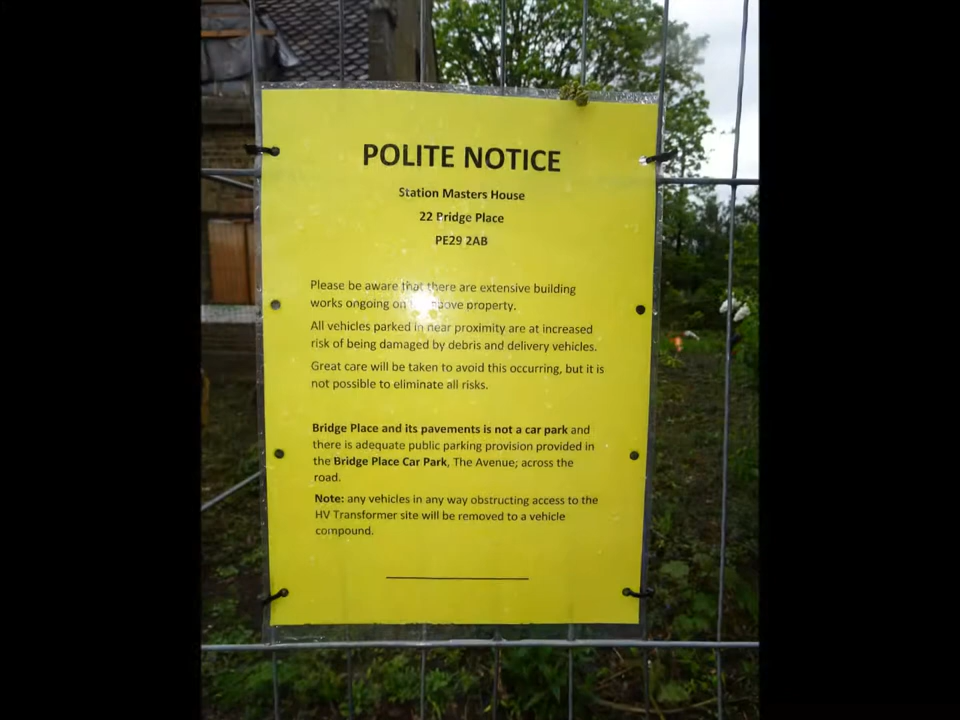 POLITE NOTICE
Station Masters House
22 Bridge Place
PE29 2AB
Please be aware that there are extensive building
works ongoing on above property.
All vehicles parked in near proximity are at increased
risk of being damaged by debris and delivery vehicles.
Great care will be taken to avoid this occurring, but it is
not possible to eliminate all risks.
Bridge Place and its pavements is not a car park and
there is adequate public parking provision provided in
the Bridge Place Car Park, The Avenue; across the
road.
Note: any vehicles in any way obstructing access to the
HV Transformer site will be removed to a vehicle
compound.